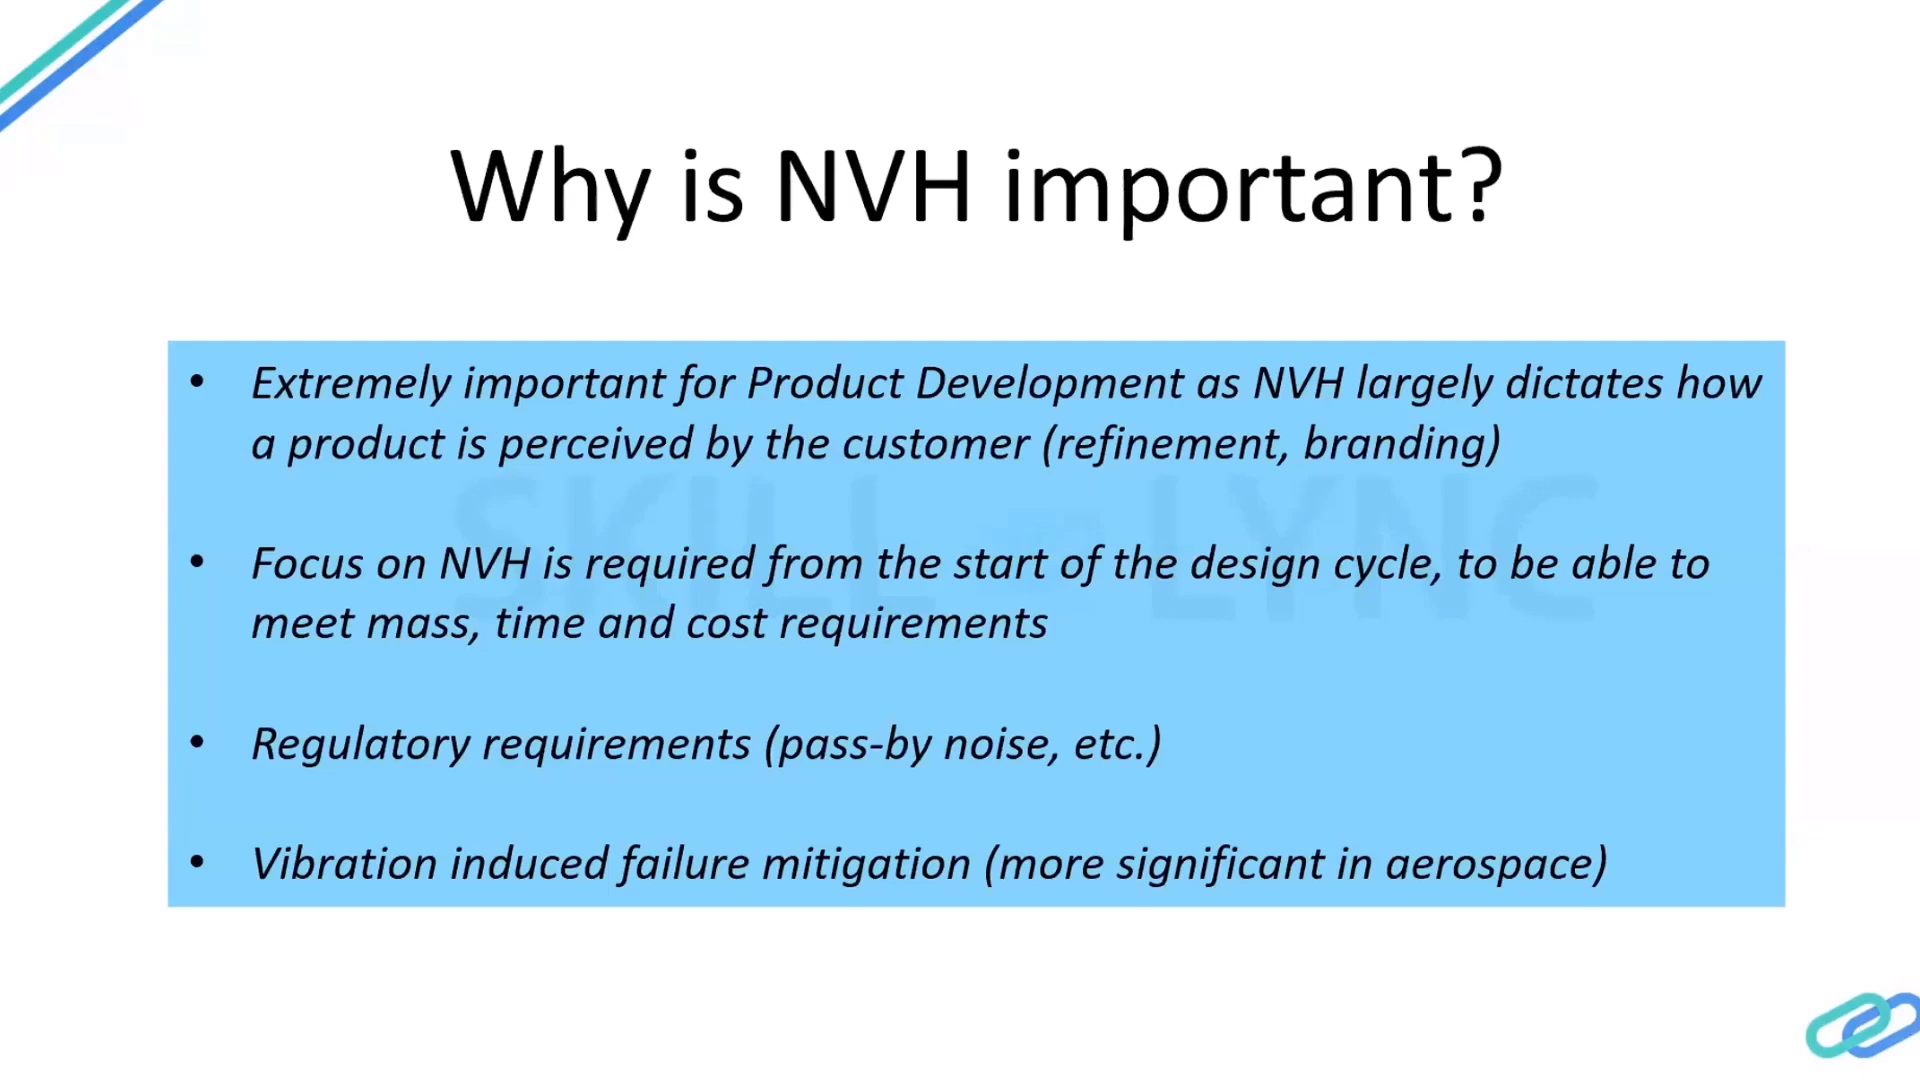 Why is NVH important?
• Extremely important for Product Development as NVH largely dictates how
a product is perceived by the customer (refinement, branding)
SKILL LYNC
• Focus on NVH is required from the start of the design cycle, to be able to
meet mass, time and cost requirements
• Regulatory requirements (pass-by noise, etc.)
• Vibration induced failure mitigation (more significant in aerospace)